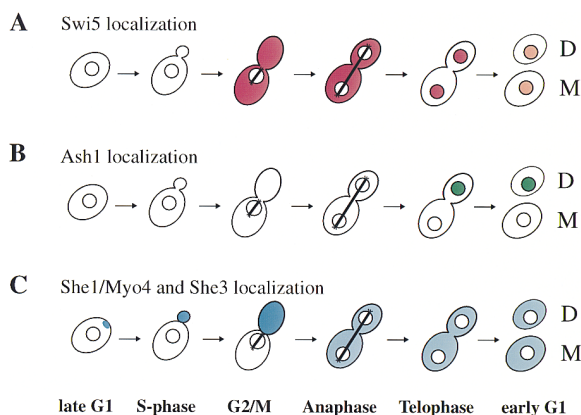 A Swi5 localization
D
M
B Ash1 localization
D
M
C She1/Myo4 and She3 localization
D
M
late G1 S-phase G2/M Anaphase Telophase early G1